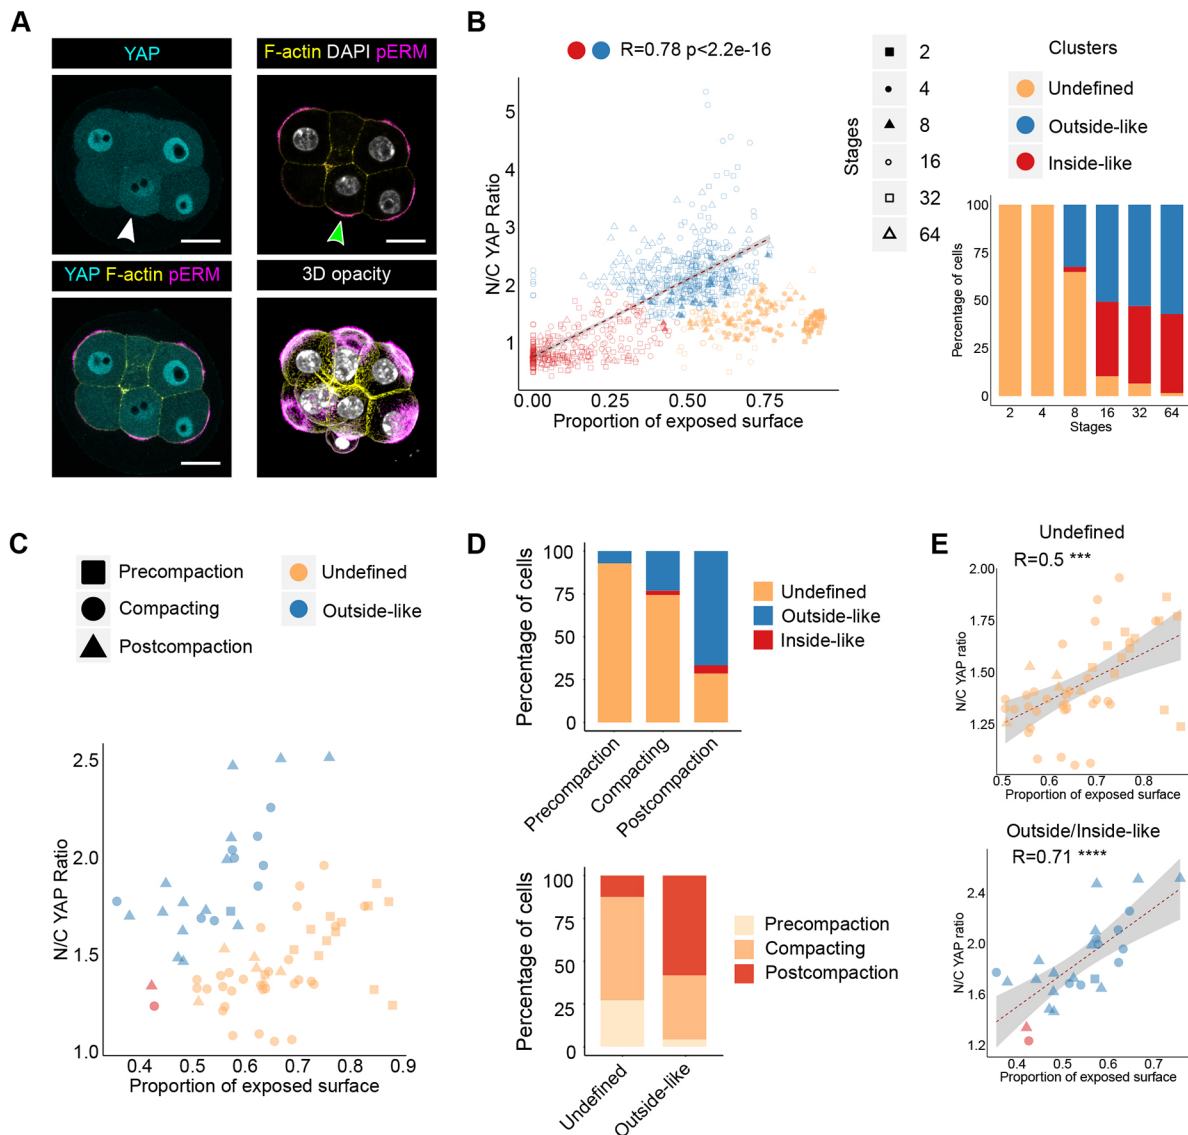 A
YAP
F-actin DAPI pERM
YAP F-actin pERM
3D opacity
B
R=0.78 p<2.2e-16
N/C YAP Ratio
5
4
3
2
1
0.00
0.25
0.50
0.75
Proportion of exposed surface
Stages
2
4
8
16
32
64
Clusters
Undefined
Outside-like
Inside-like
Percentage of cells
100
75
50
25
0
2
4
8
16
32
64
Stages
C
Precompaction
Compacting
Postcompaction
Undefined
Outside-like
N/C YAP Ratio
2.5
2.0
1.5
1.0
0.4
0.5
0.6
0.7
0.8
0.9
Proportion of exposed surface
D
Percentage of cells
100
75
50
25
0
Precompaction
Compacting
Postcompaction
Undefined
Outside-like
Inside-like
Percentage of cells
100
75
50
25
0
Undefined
Outside-like
Precompaction
Compacting
Postcompaction
E
Undefined
R=0.5 ***
N/C YAP ratio
2.00
1.75
1.50
1.25
0.5
0.6
0.7
0.8
Proportion of exposed surface
Outside/Inside-like
R=0.71 ****
N/C YAP ratio
2.4
2.0
1.6
1.2
0.4
0.5
0.6
0.7
Proportion of exposed surface